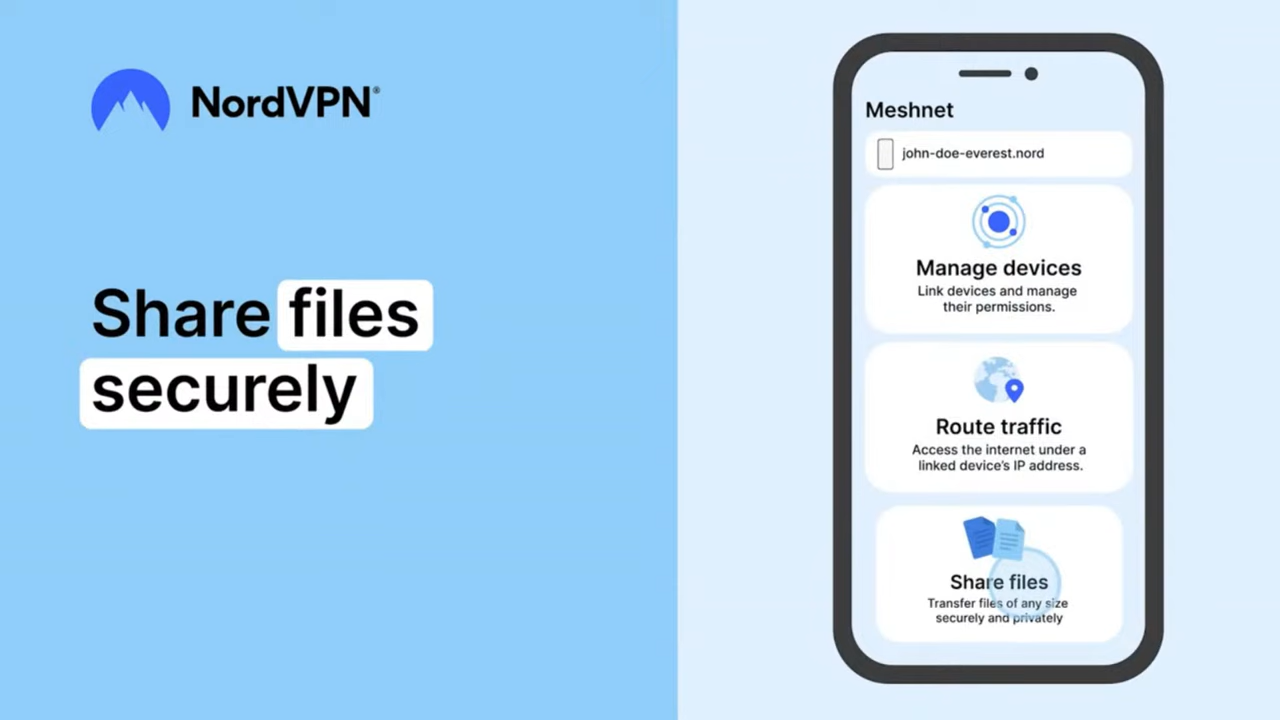 NordVPN®
Share files
securely
Meshnet
john-doe-everest.nord
Manage devices
Link devices and manage
their permissions.
Route traffic
Access the internet under a
linked device's IP address.
Share files
Transfer files of any size
securely and privately